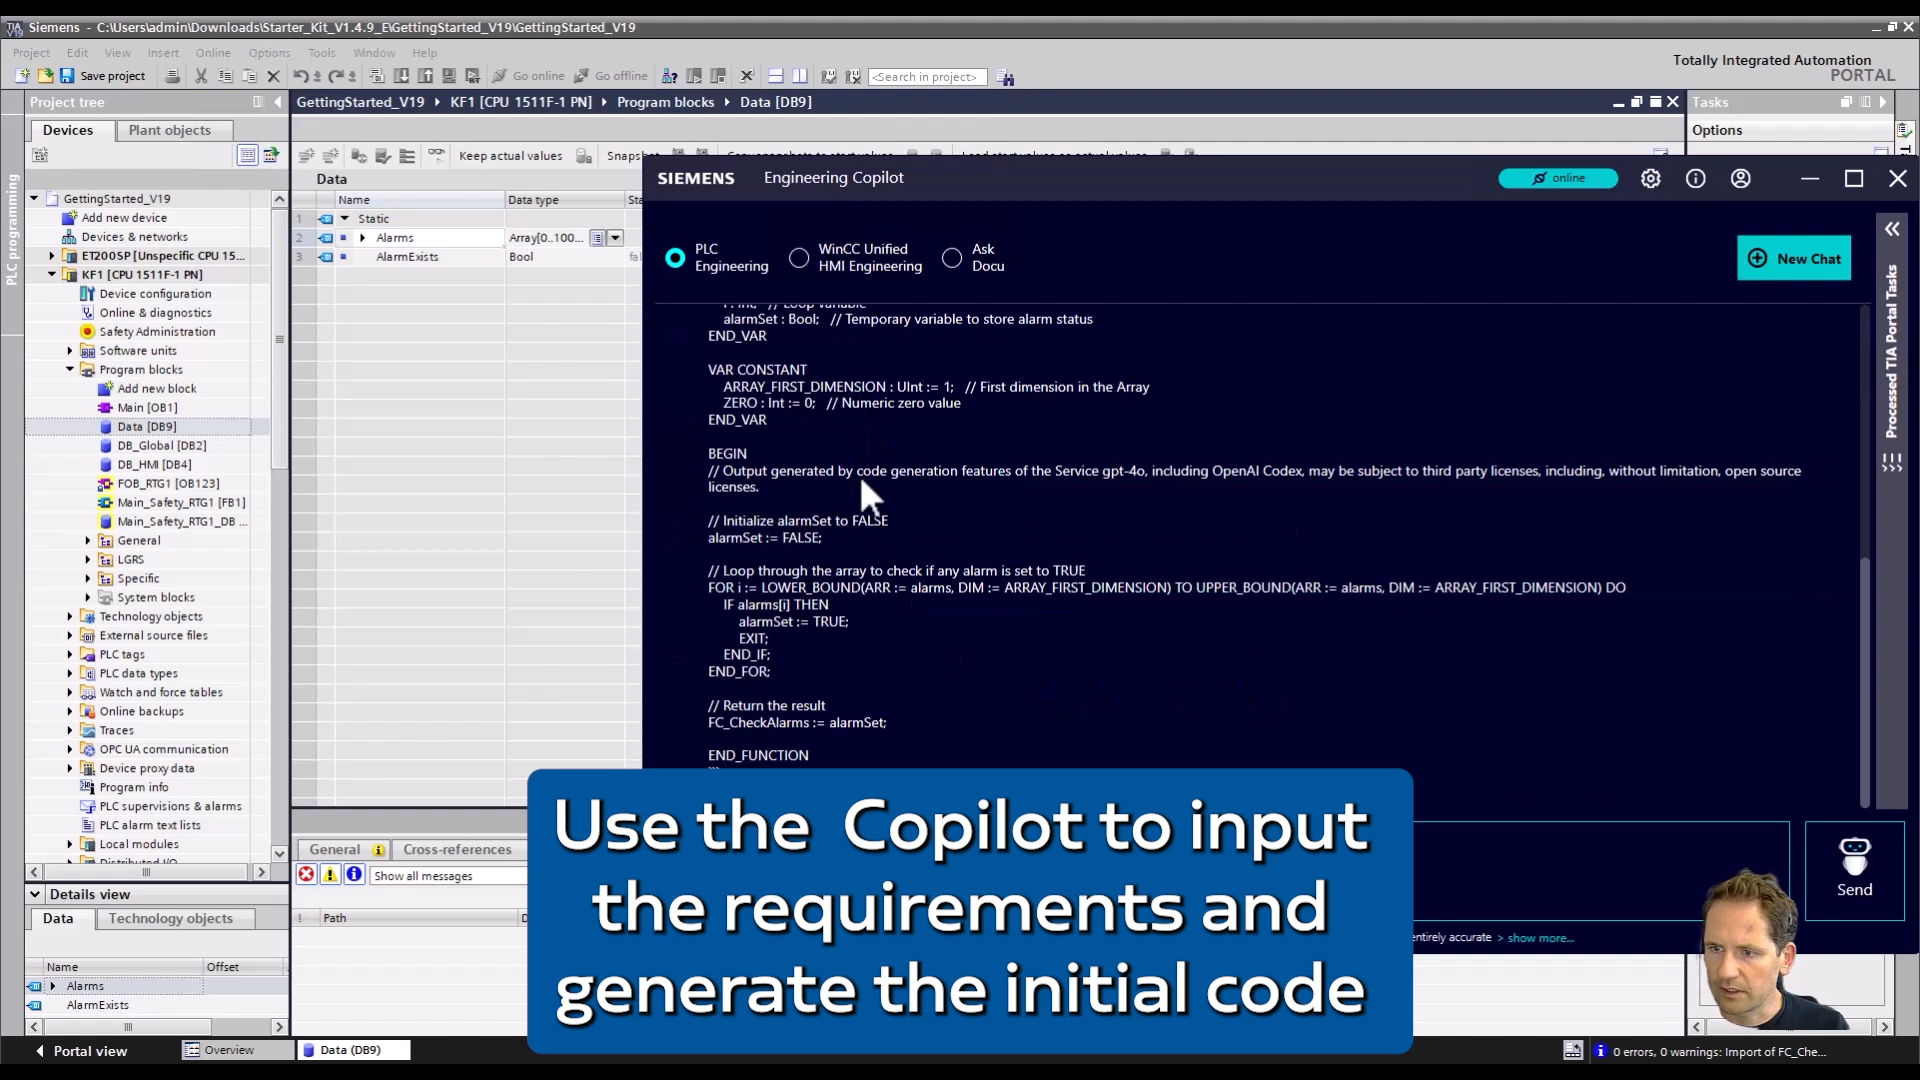 Siemens - C:\Users\admin\Downloads\Starter_Kit_V1.4.9_E\GettingStarted_V19\GettingStarted_V19
Project Edit View Insert Online Options Tools Window Help
Totally Integrated Automation
PORTAL
Save project
Go online
Go offline
<Search in project>
Project tree
GettingStarted_V19 KF1 [CPU 1511F-1 PN] Program blocks Data [DB9]
Tasks
Devices
Plant objects
Options
Keep actual values
Snapshot
PLC programming
Data
Name
Data type
Static
Alarms Array[0..100...
AlarmExists Bool
GettingStarted_V19
Add new device
Devices & networks
ET200SP [Unspecific CPU 15...
KF1 [CPU 1511F-1 PN]
Device configuration
Online & diagnostics
Safety Administration
Software units
Program blocks
Add new block
Main [OB1]
Data [DB9]
DB_Global [DB2]
DB_HMI [DB4]
FOB_RTG1 [OB123]
Main_Safety_RTG1 [FB1]
Main_Safety_RTG1_DB ...
General
LGRS
Specific
System blocks
Technology objects
External source files
PLC tags
PLC data types
Watch and force tables
Online backups
Traces
OPC UA communication
Device proxy data
Program info
PLC supervisions & alarms
PLC alarm text lists
Local modules
Distributed I/O
SIEMENS
Engineering Copilot
online
PLC
Engineering
WinCC Unified
HMI Engineering
Ask
Docu
New Chat
Processed TIA Portal Tasks
i : Int; // Loop variable
alarmSet : Bool; // Temporary variable to store alarm status
END_VAR
VAR CONSTANT
ARRAY_FIRST_DIMENSION : UInt := 1; // First dimension in the Array
ZERO : Int := 0; // Numeric zero value
END_VAR
BEGIN
// Output generated by code generation features of the Service gpt-4o, including OpenAI Codex, may be subject to third party licenses, including, without limitation, open source
licenses.
// Initialize alarmSet to FALSE
alarmSet := FALSE;
// Loop through the array to check if any alarm is set to TRUE
FOR i := LOWER_BOUND(ARR := alarms, DIM := ARRAY_FIRST_DIMENSION) TO UPPER_BOUND(ARR := alarms, DIM := ARRAY_FIRST_DIMENSION) DO
IF alarms[i] THEN
alarmSet := TRUE;
EXIT;
END_IF;
END_FOR;
// Return the result
FC_CheckAlarms := alarmSet;
END_FUNCTION
Send
entirely accurate > show more...
Use the Copilot to input
the requirements and
generate the initial code
General
Cross-references
Show all messages
! Path
Details view
Data
Technology objects
Name
Offset
Alarms
AlarmExists
Portal view
Overview
Data (DB9)
0 errors, 0 warnings: Import of FC_Che...